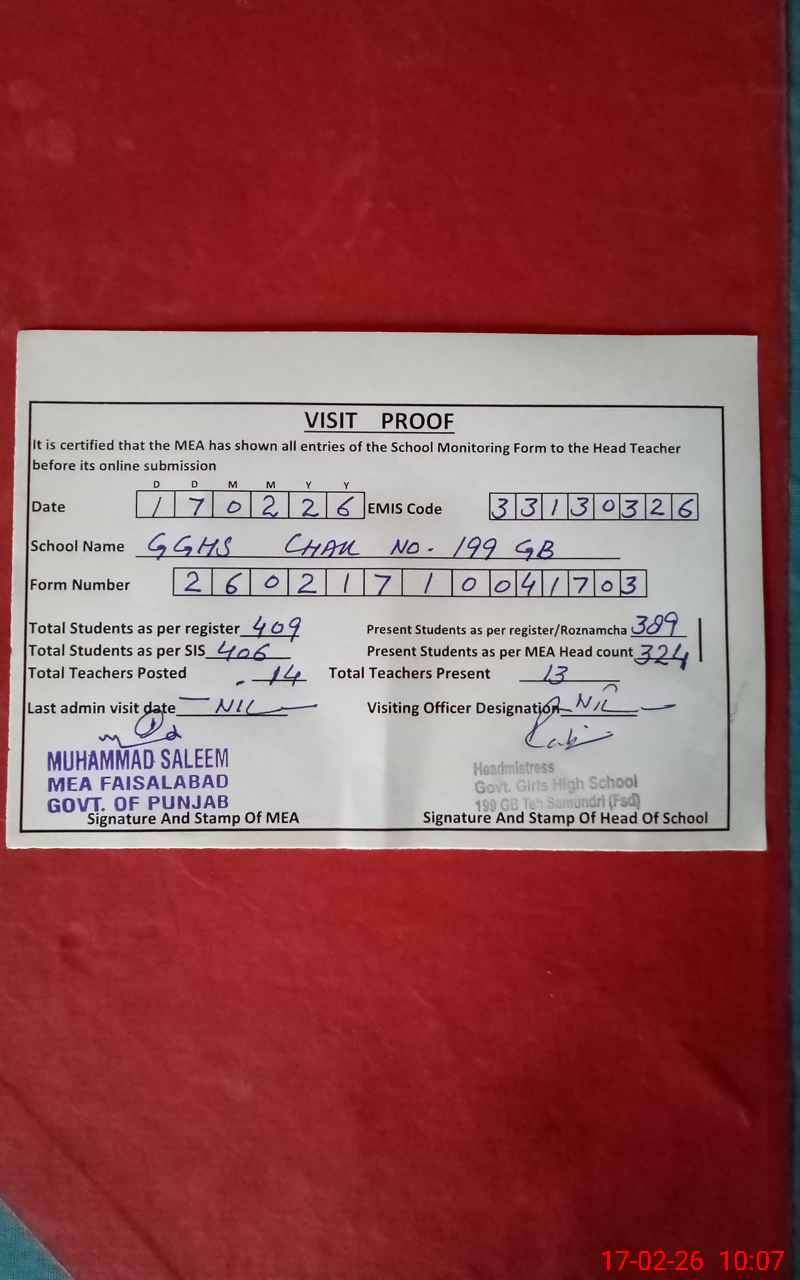 VISIT PROOF
It is certified that the MEA has shown all entries of the School Monitoring Form to the Head Teacher
before its online submission
D D M M Y Y
Date 1 7 0 2 2 6 EMIS Code 3 3 1 3 0 3 2 6
School Name GGHS CHAK NO. 199 GB
Form Number 2 6 0 2 1 7 1 0 0 4 1 7 0 3
Total Students as per register 409 Present Students as per register/Roznamcha 389
Total Students as per SIS 406 Present Students as per MEA Head count 324
Total Teachers Posted 14 Total Teachers Present 13
Last admin visit date NIL Visiting Officer Designation NIL
MUHAMMAD SALEEM
MEA FAISALABAD
GOVT. OF PUNJAB
Headmistress
Govt. Girls High School
199 GB Teh Samundri (Fsd)
Signature And Stamp Of MEA Signature And Stamp Of Head Of School
17-02-26 10:07